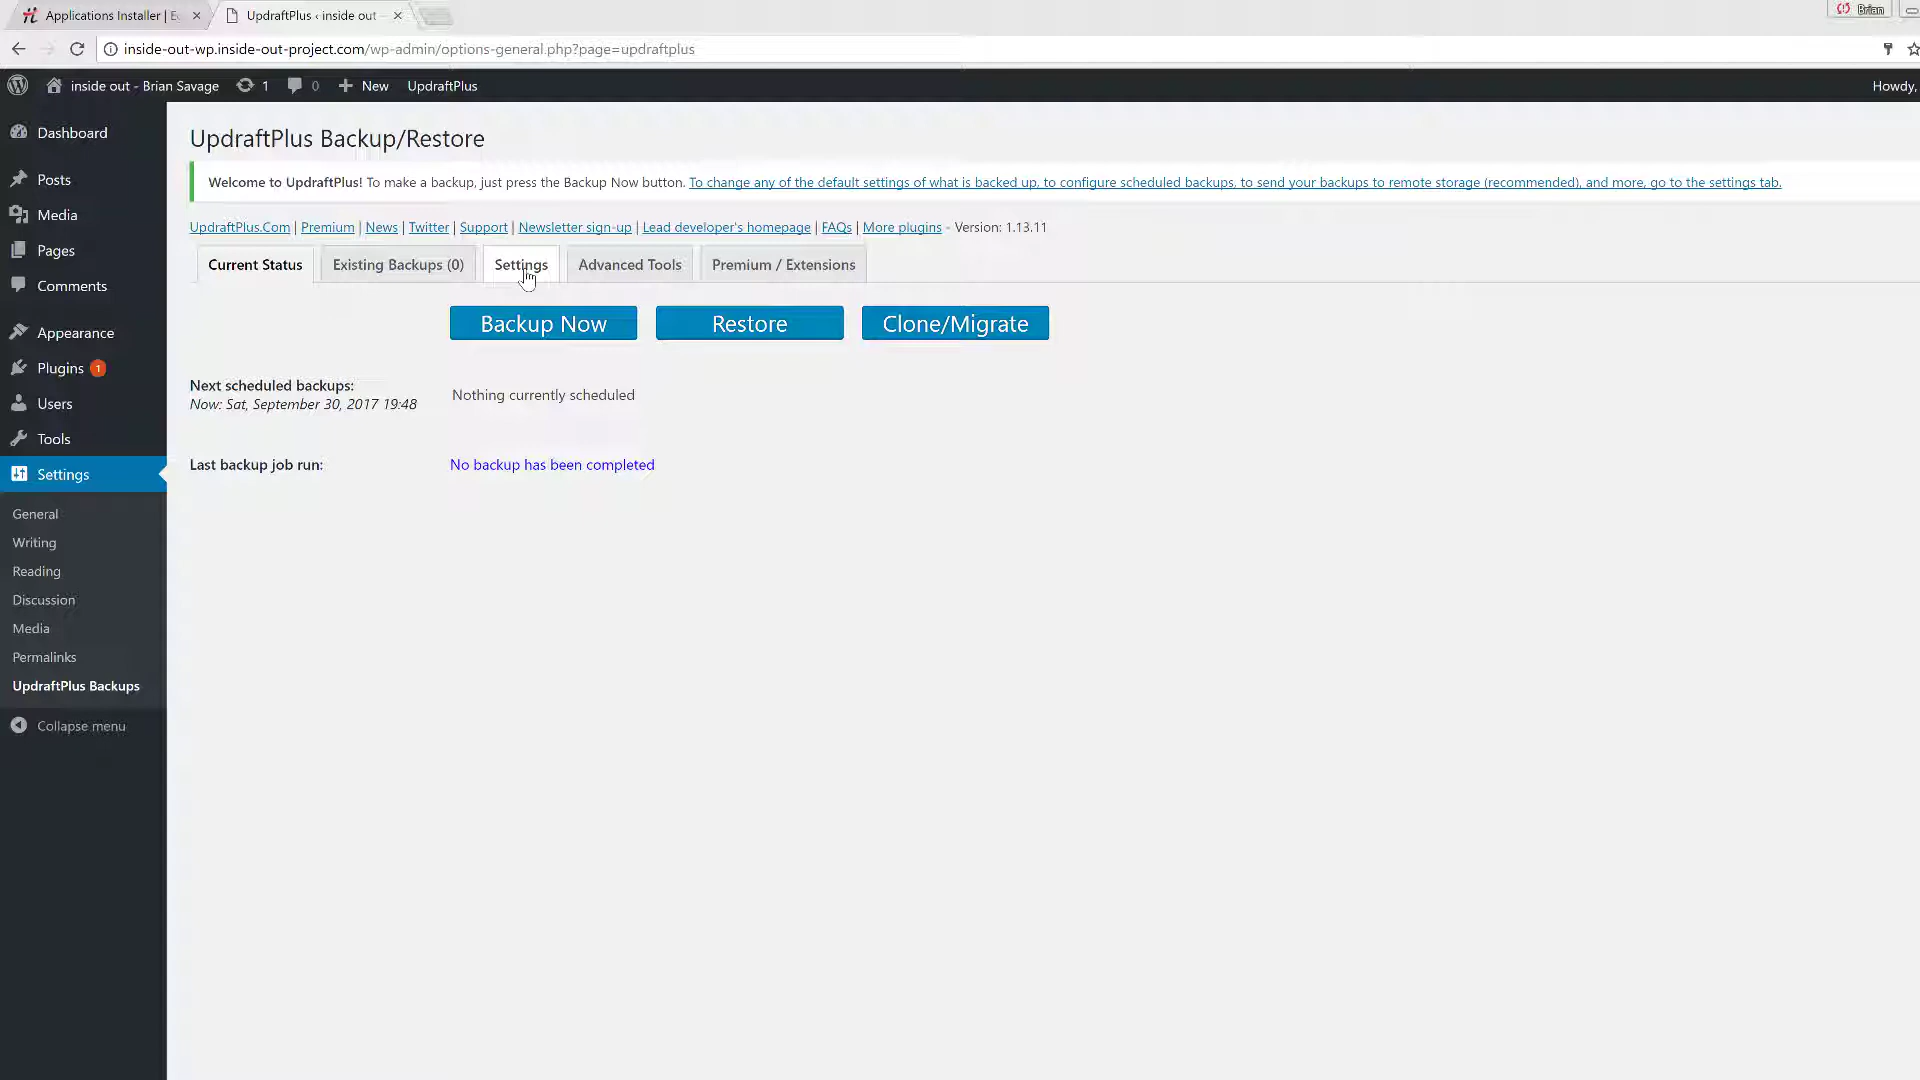 Applications Installer | E
UpdraftPlus ‹ inside out
Brian
inside-out-wp.inside-out-project.com/wp-admin/options-general.php?page=updraftplus
inside out - Brian Savage 1 0 New UpdraftPlus Howdy,
Dashboard
Posts
Media
Pages
Comments
Appearance
Plugins 1
Users
Tools
Settings
General
Writing
Reading
Discussion
Media
Permalinks
UpdraftPlus Backups
Collapse menu
UpdraftPlus Backup/Restore
Welcome to UpdraftPlus! To make a backup, just press the Backup Now button. To change any of the default settings of what is backed up, to configure scheduled backups, to send your backups to remote storage (recommended), and more, go to the settings tab.
UpdraftPlus.Com | Premium | News | Twitter | Support | Newsletter sign-up | Lead developer's homepage | FAQs | More plugins - Version: 1.13.11
Current Status Existing Backups (0) Settings Advanced Tools Premium / Extensions
Backup Now Restore Clone/Migrate
Next scheduled backups:
Now: Sat, September 30, 2017 19:48
Nothing currently scheduled
Last backup job run: No backup has been completed